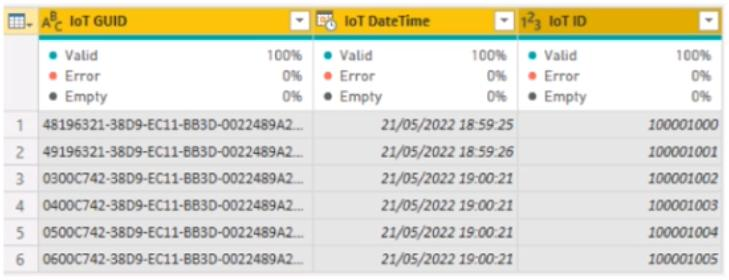 ABC IoT GUID IoT DateTime 123 IoT ID
Valid 100% Valid 100% Valid 100%
Error 0% Error 0% Error 0%
Empty 0% Empty 0% Empty 0%
1 48196321-38D9-EC11-BB3D-0022489A2... 21/05/2022 18:59:25 100001000
2 49196321-38D9-EC11-BB3D-0022489A2... 21/05/2022 18:59:26 100001001
3 0300C742-38D9-EC11-BB3D-0022489A2... 21/05/2022 19:00:21 100001002
4 0400C742-38D9-EC11-BB3D-0022489A2... 21/05/2022 19:00:21 100001003
5 0500C742-38D9-EC11-BB3D-0022489A2... 21/05/2022 19:00:21 100001004
6 0600C742-38D9-EC11-BB3D-0022489A2... 21/05/2022 19:00:21 100001005